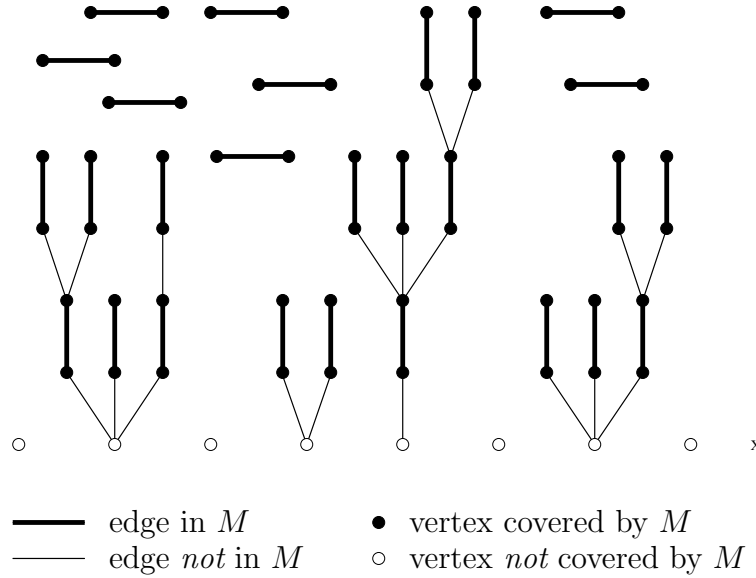 x
edge in M
vertex covered by M
edge not in M
vertex not covered by M